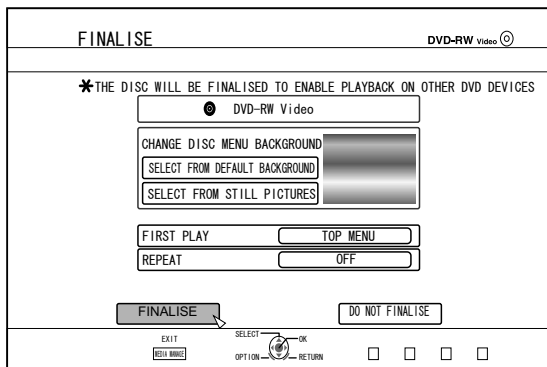 FINALISE
DVD-RW Video
*THE DISC WILL BE FINALISED TO ENABLE PLAYBACK ON OTHER DVD DEVICES
DVD-RW Video
CHANGE DISC MENU BACKGROUND
SELECT FROM DEFAULT BACKGROUND
SELECT FROM STILL PICTURES
FIRST PLAY TOP MENU
REPEAT OFF
FINALISE DO NOT FINALISE
EXIT SELECT OK
MEDIA MANAGE OPTION RETURN